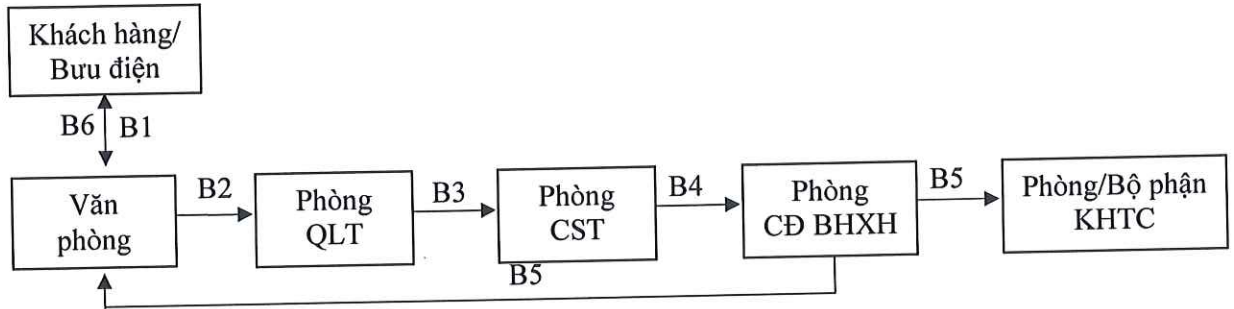 Khách hàng/
Bưu điện
B6 B1
Văn
phòng
B2
Phòng
QLT
B3
Phòng
CST
B4
Phòng
CĐ BHXH
B5
Phòng/Bộ phận
KHTC
B5